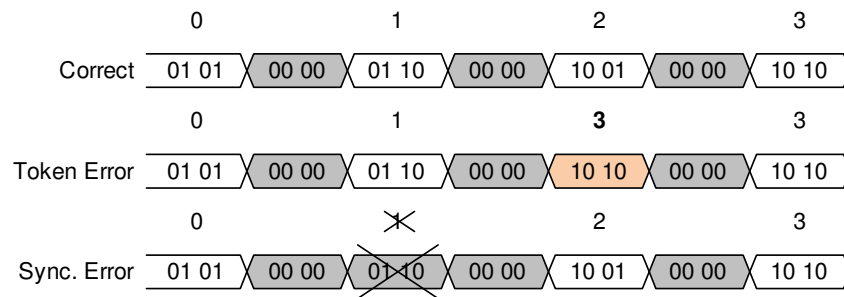 0 1 2 3
Correct 01 01 00 00 01 10 00 00 10 01 00 00 10 10
0 1 3 3
Token Error 01 01 00 00 01 10 00 00 10 10 00 00 10 10
0 1 2 3
Sync. Error 01 01 00 00 01 10 00 00 10 01 00 00 10 10